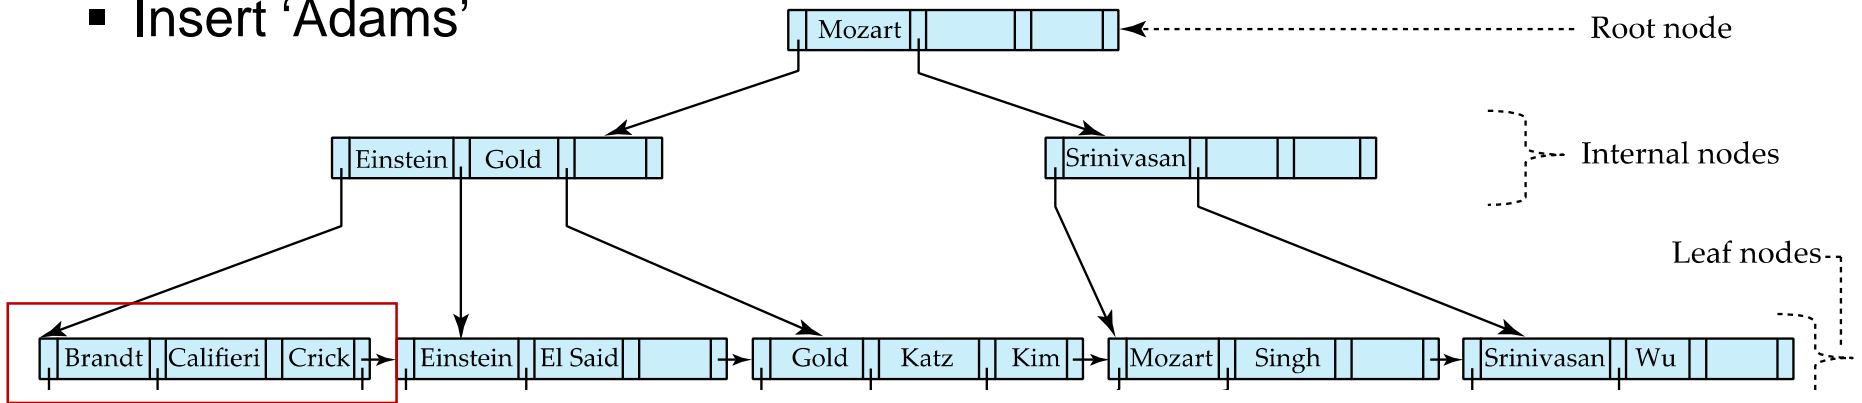 ▪ Insert ‘Adams’
Mozart
Root node
Einstein Gold
Srinivasan
Internal nodes
Leaf nodes
Brandt Califieri Crick Einstein El Said Gold Katz Kim Mozart Singh Srinivasan Wu